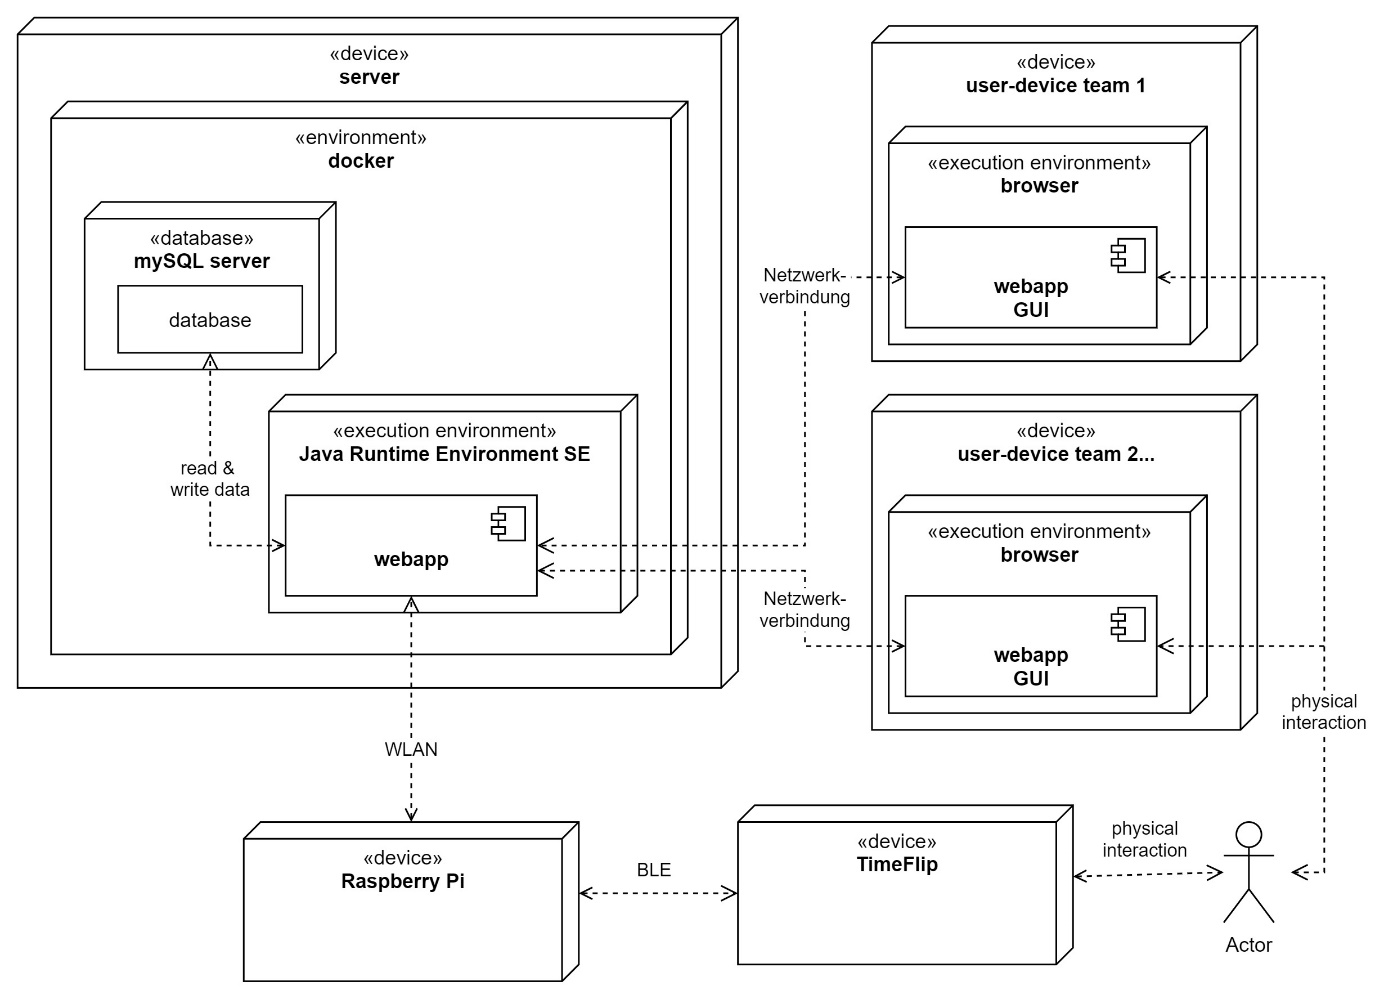 «device»
server
«environment»
docker
«database»
mySQL server
database
read &
write data
«execution environment»
Java Runtime Environment SE
webapp
WLAN
Netzwerk-
verbindung
Netzwerk-
verbindung
«device»
user-device team 1
«execution environment»
browser
webapp
GUI
«device»
user-device team 2...
«execution environment»
browser
webapp
GUI
physical
interaction
«device»
Raspberry Pi
BLE
«device»
TimeFlip
physical
interaction
Actor